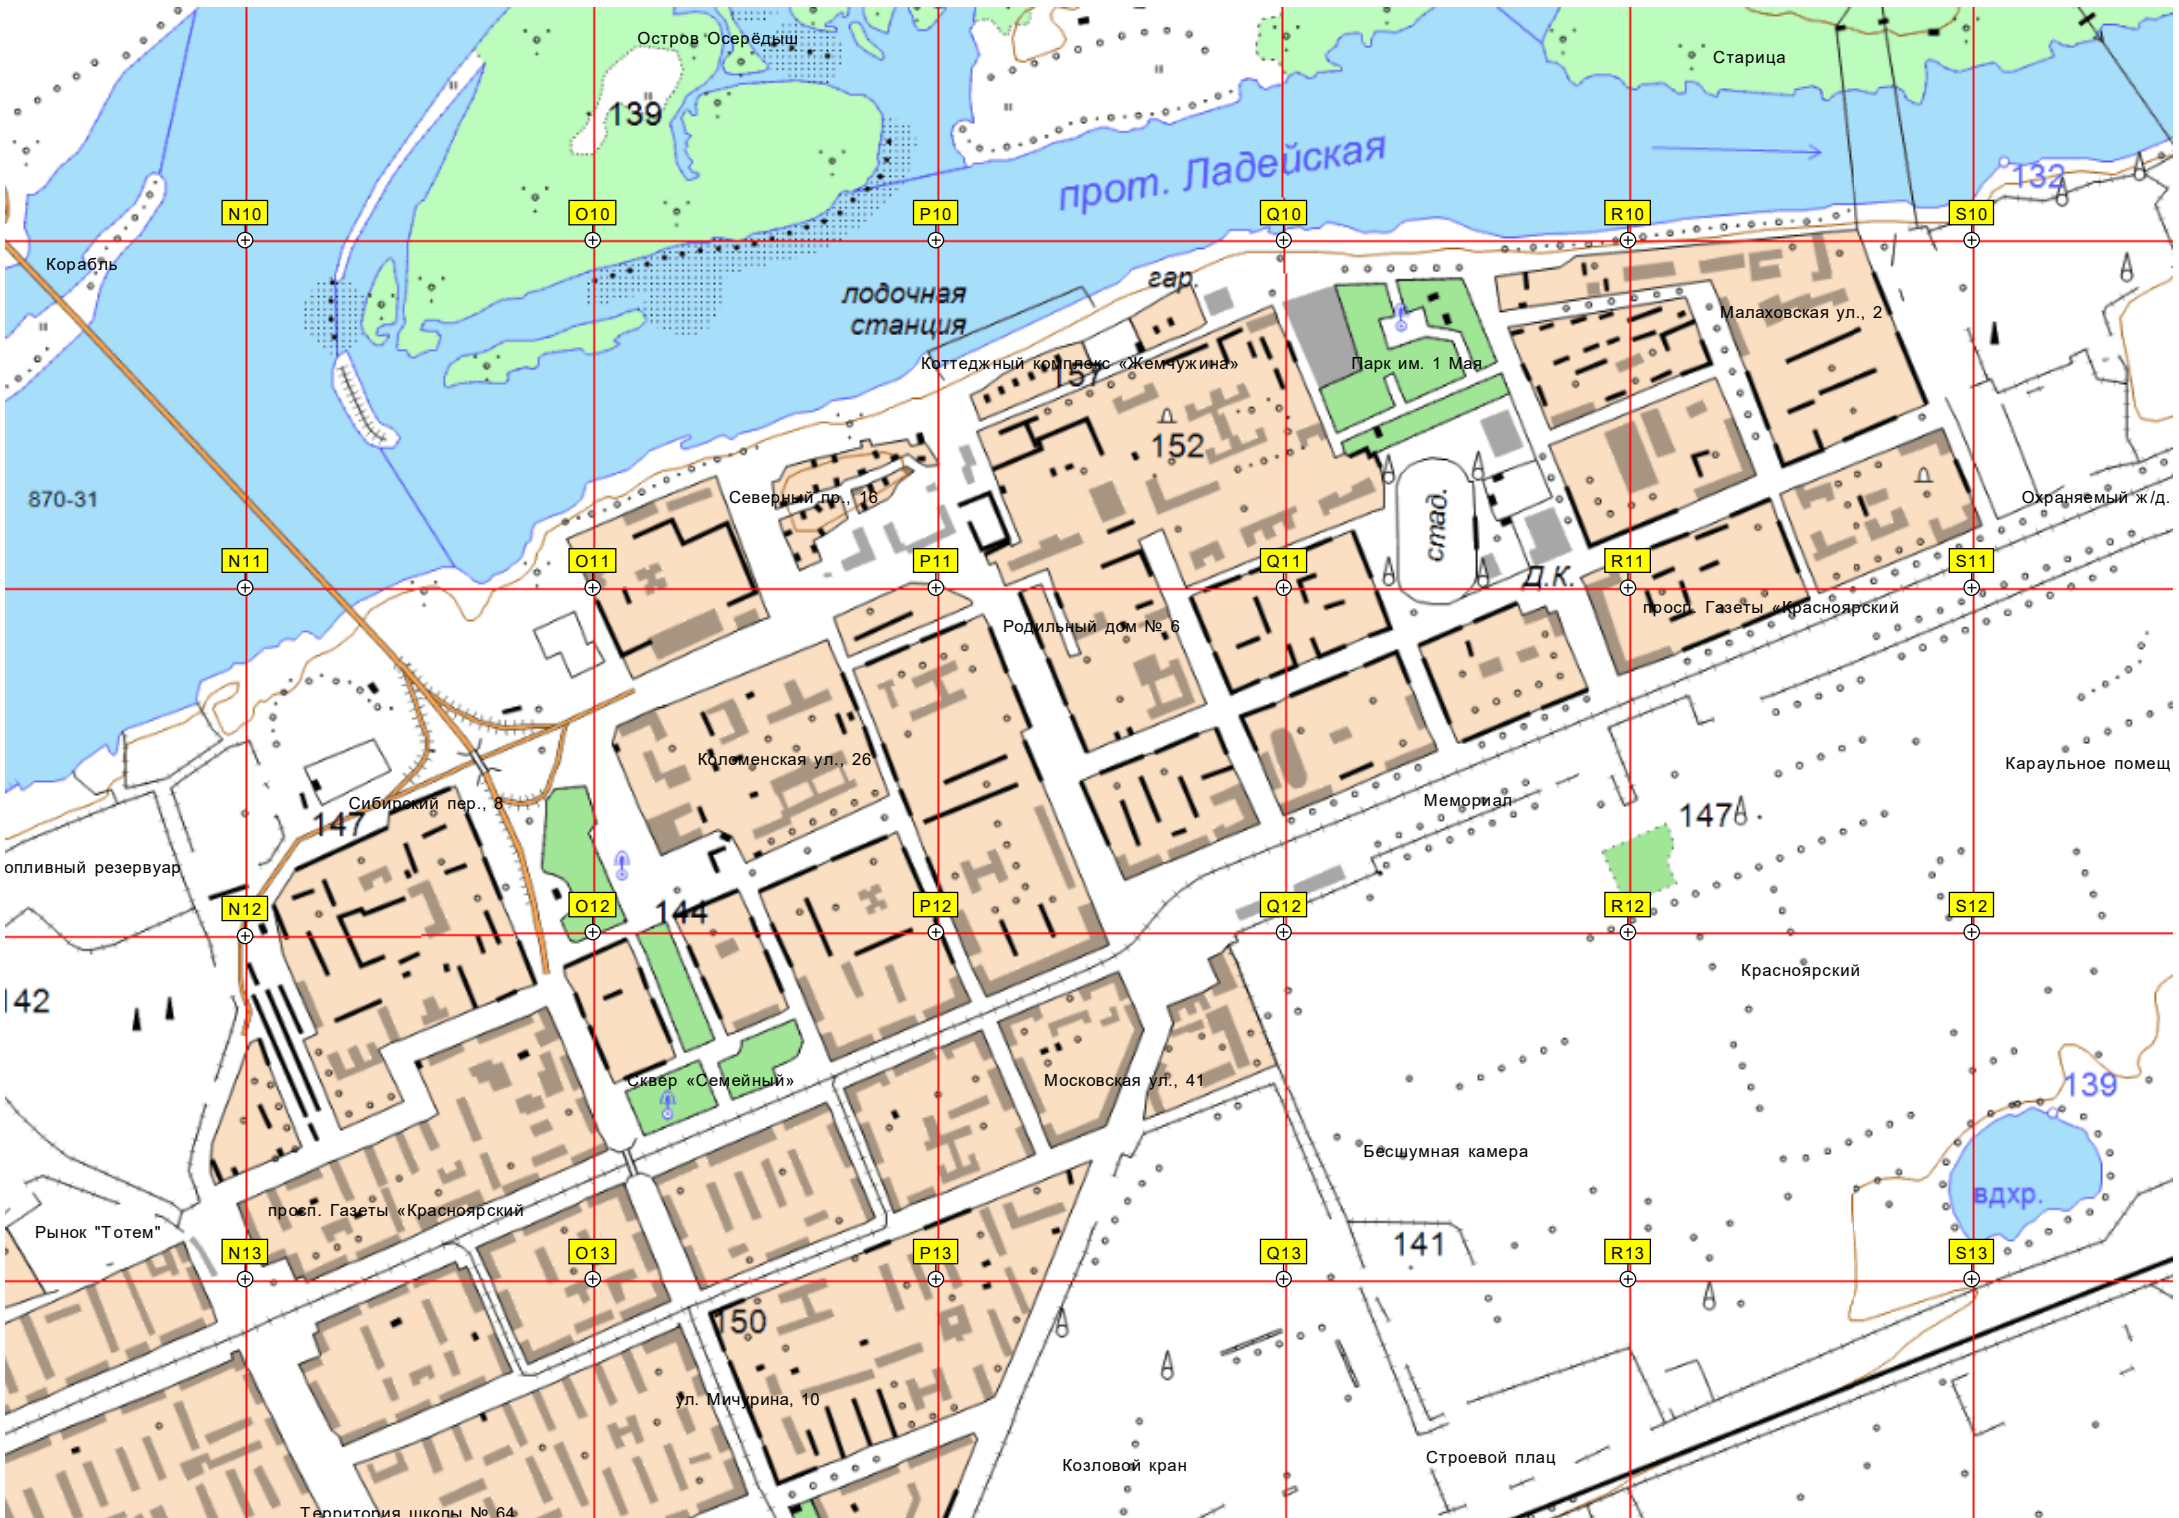 Остров Осерёдыш
Старица
139
прот. Ладейская
132
N10
O10
P10
Q10
R10
S10
Корабль
гар.
лодочная
станция
Малаховская ул., 2
Коттеджный комплекс «Жемчужина»
157
Парк им. 1 Мая
152
870-31
Северный пр., 16
стад.
Охраняемый ж/д.
N11
O11
P11
Q11
R11
S11
Д.К.
просп. Газеты «Красноярский
Родильный дом № 6
Коломенская ул., 26
Караульное помещ
Сибирский пер., 8
147
Мемориал
147
опливный резервуар
N12
O12
P12
Q12
R12
S12
144
Красноярский
142
Сквер «Семейный»
Московская ул., 41
139
Бесшумная камера
вдхр.
просп. Газеты «Красноярский
Рынок "Тотем"
141
N13
O13
P13
Q13
R13
S13
150
ул. Мичурина, 10
Козловой кран
Строевой плац
Территория школы № 64